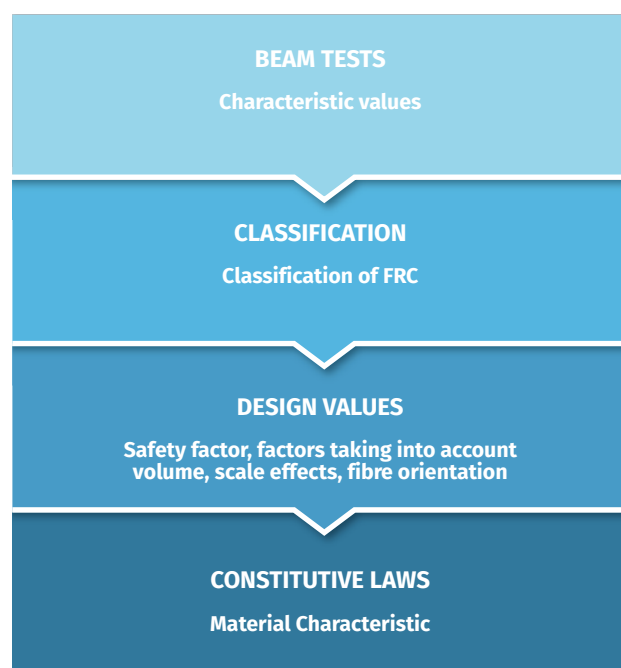 BEAM TESTS
Characteristic values
CLASSIFICATION
Classification of FRC
DESIGN VALUES
Safety factor, factors taking into account
volume, scale effects, fibre orientation
CONSTITUTIVE LAWS
Material Characteristic